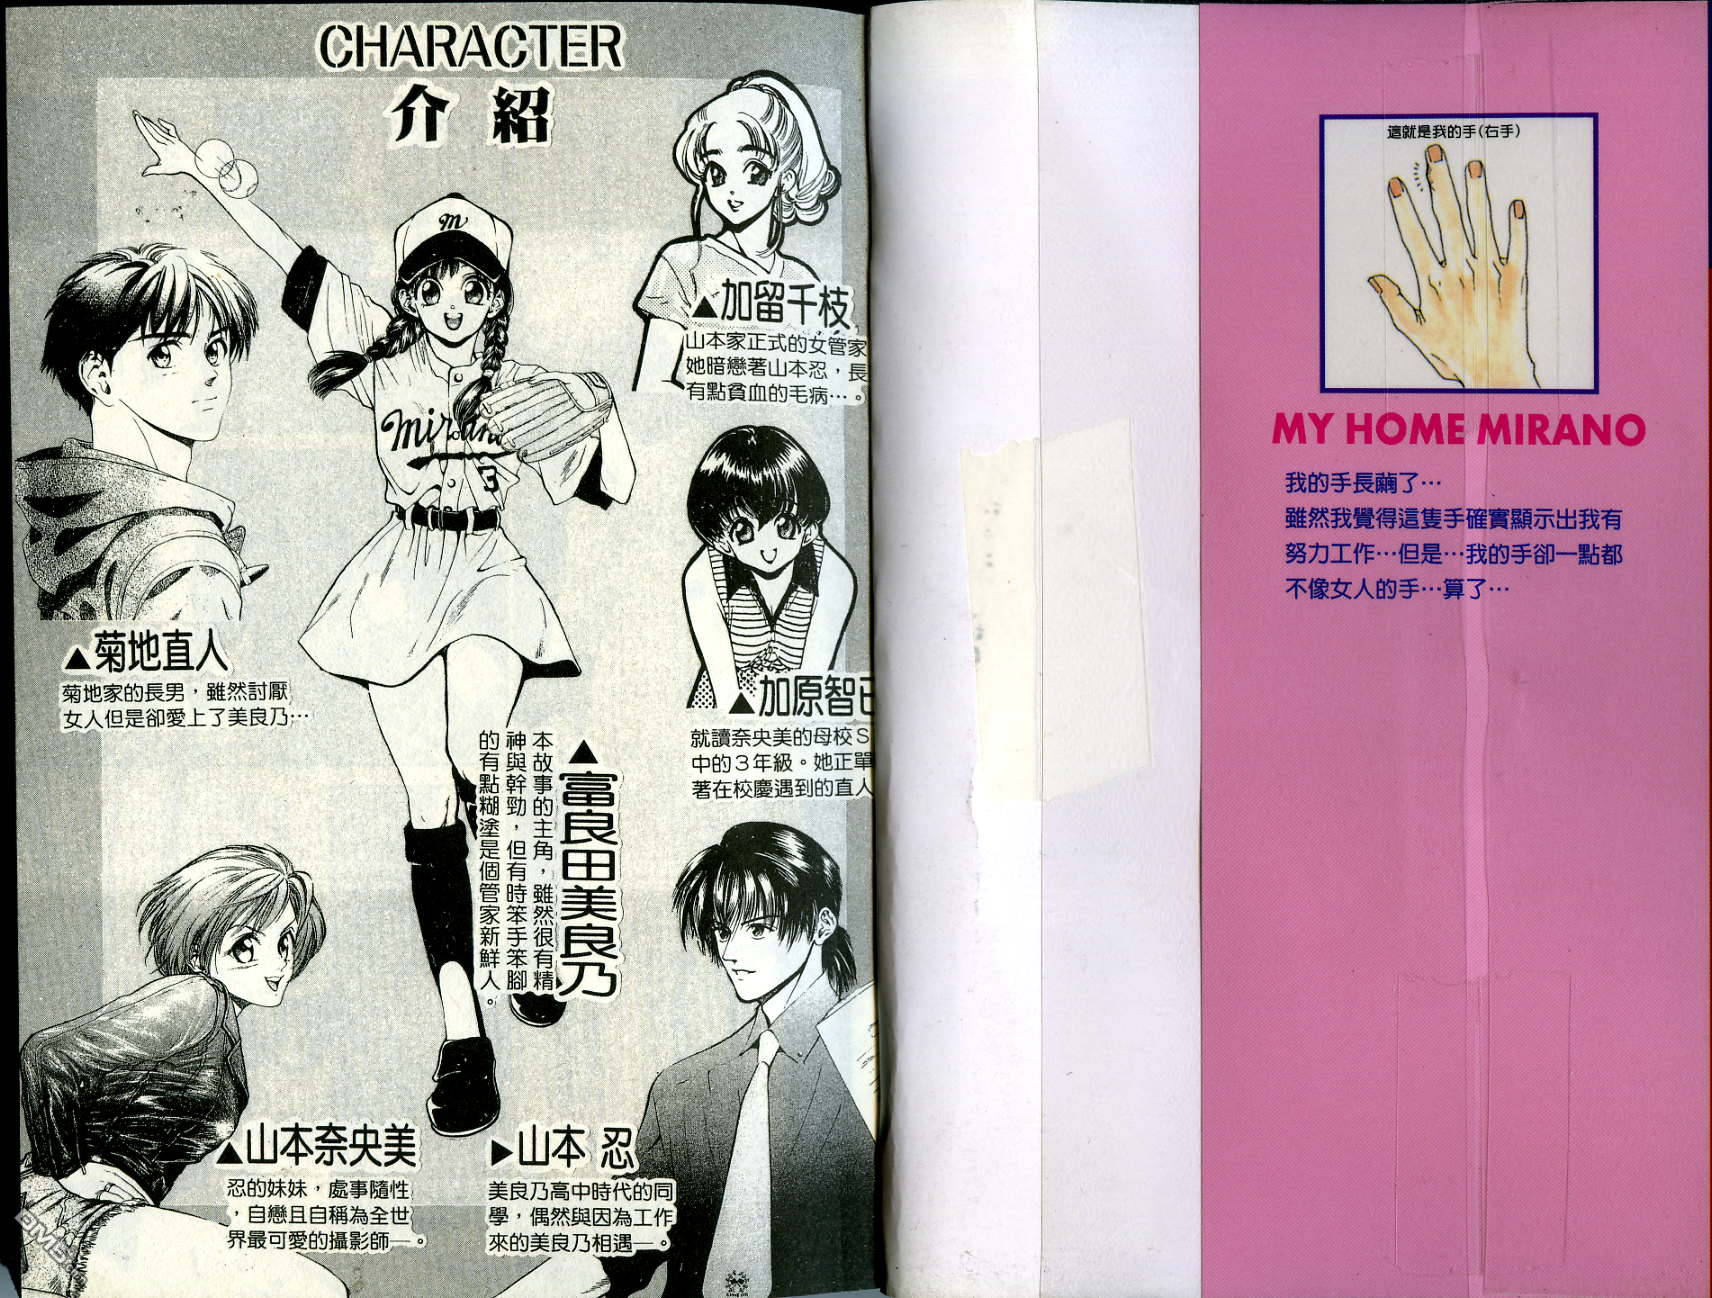 CHARACTER
介紹
m
Mirano
3
▲加留千枝
山本家正式的女管家
她暗戀著山本忍，長
有點貧血的毛病…。
▲菊地直人
菊地家的長男，雖然討厭
女人但是卻愛上了美良乃…
▲加原智己
就讀奈央美的母校S
中的3年級。她正單
著在校慶遇到的直人
▲富良田美良乃
本故事的主角，雖然很有精
神與幹勁，但有時笨手笨腳
的有點糊塗是個管家新鮮人。
▲山本奈央美
忍的妹妹，處事隨性
，自戀且自稱為全世
界最可愛的攝影師—。
▶山本 忍
美良乃高中時代的同
學，偶然與因為工作
來的美良乃相遇—。
這就是我的手(右手)
MY HOME MIRANO
我的手長繭了…
雖然我覺得這隻手確實顯示出我有
努力工作…但是…我的手卻一點都
不像女人的手…算了…